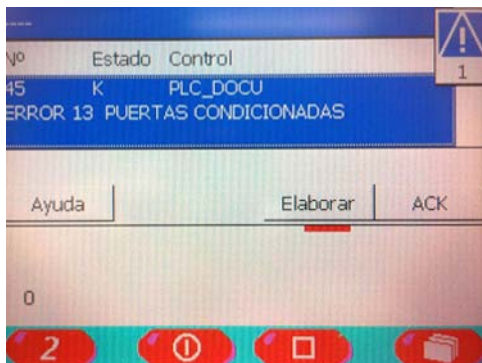 ----
Nº Estado Control
1
45 K PLC_DOCU
ERROR 13 PUERTAS CONDICIONADAS
Ayuda Elaborar ACK
0
2